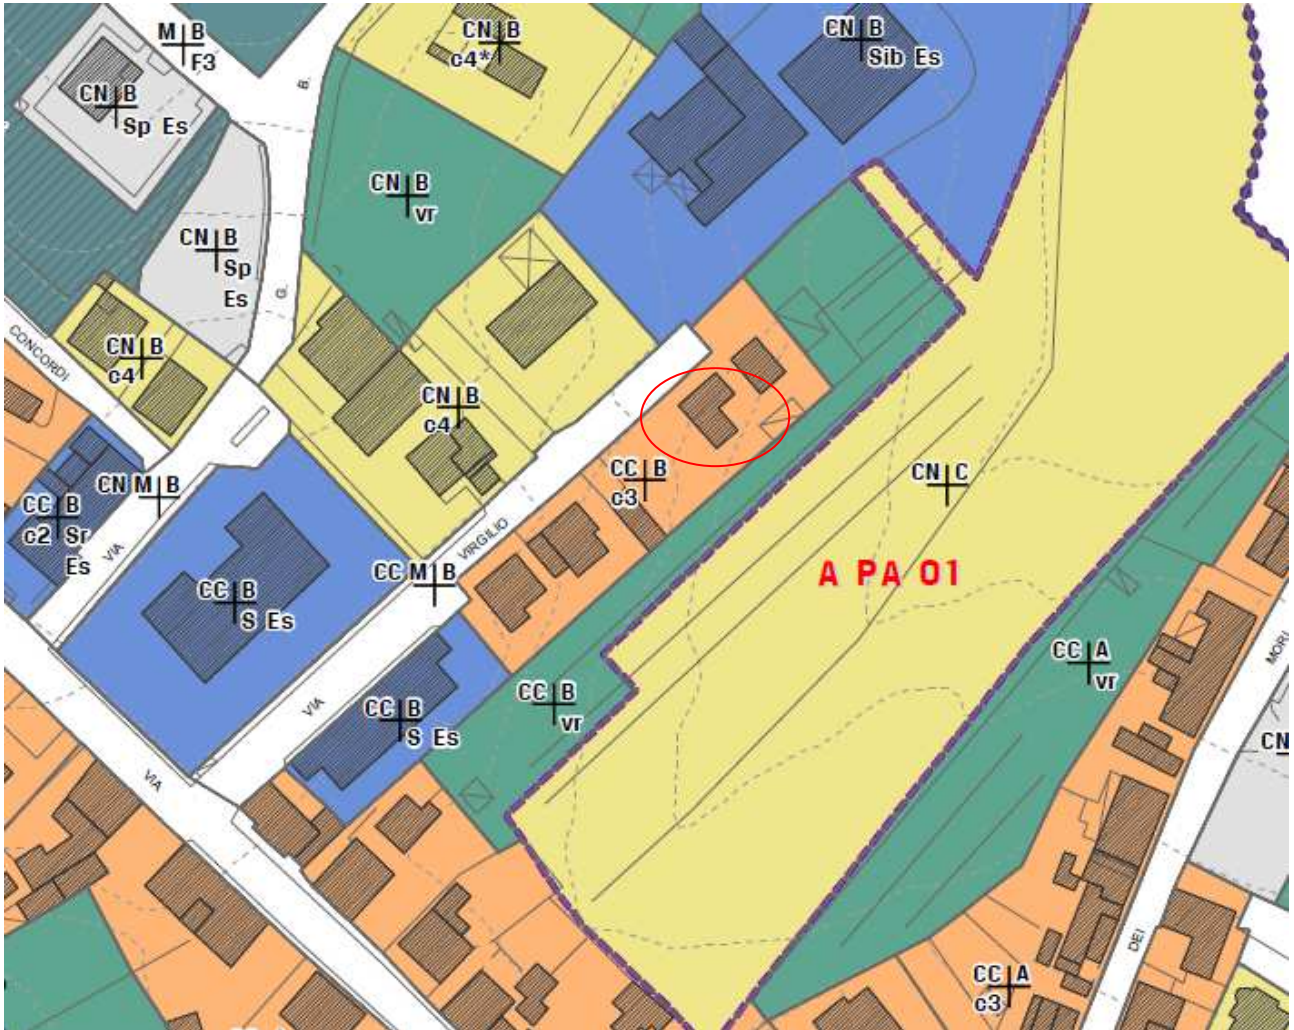 M B
F3
CN B
c4*
CN B
Sib Es
B.
CN B
Sp Es
CN B
vr
CN B
Sp
Es
G.
CONCORDI
CN B
c4
CN B
c4
CC B
c3
CN C
CN M B
CC B
c2 Sr
Es
VIA
VIRGILIO
CC M B
A PA 01
CC B
S Es
MORI
CC A
vr
CC B
vr
VIA
CC B
S Es
CN
VIA
DEI
CC A
c3